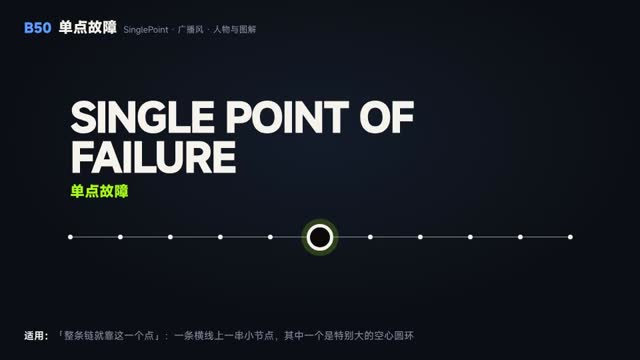 B50 单点故障 SinglePoint · 广播风 · 人物与图解
SINGLE POINT OF
FAILURE
单点故障
适用：「整条链就靠这一个点」：一条横线上一串小节点，其中一个是特别大的空心圆环